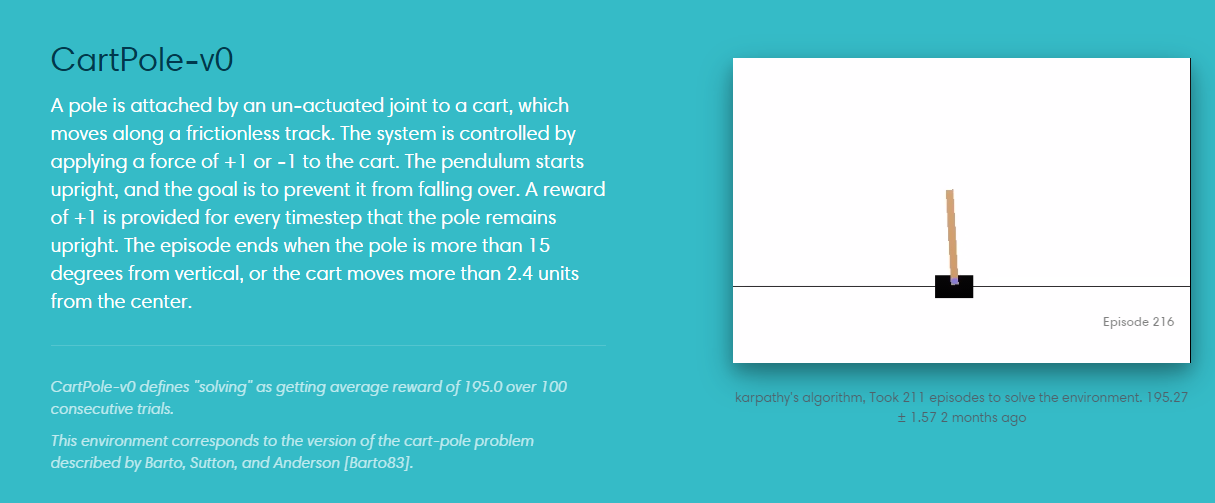 CartPole-v0
A pole is attached by an un-actuated joint to a cart, which
moves along a frictionless track. The system is controlled by
applying a force of +1 or -1 to the cart. The pendulum starts
upright, and the goal is to prevent it from falling over. A reward
of +1 is provided for every timestep that the pole remains
upright. The episode ends when the pole is more than 15
degrees from vertical, or the cart moves more than 2.4 units
from the center.
CartPole-v0 defines "solving" as getting average reward of 195.0 over 100
consecutive trials.
This environment corresponds to the version of the cart-pole problem
described by Barto, Sutton, and Anderson [Barto83].
Episode 216
karpathy's algorithm, Took 211 episodes to solve the environment. 195.27
± 1.57 2 months ago